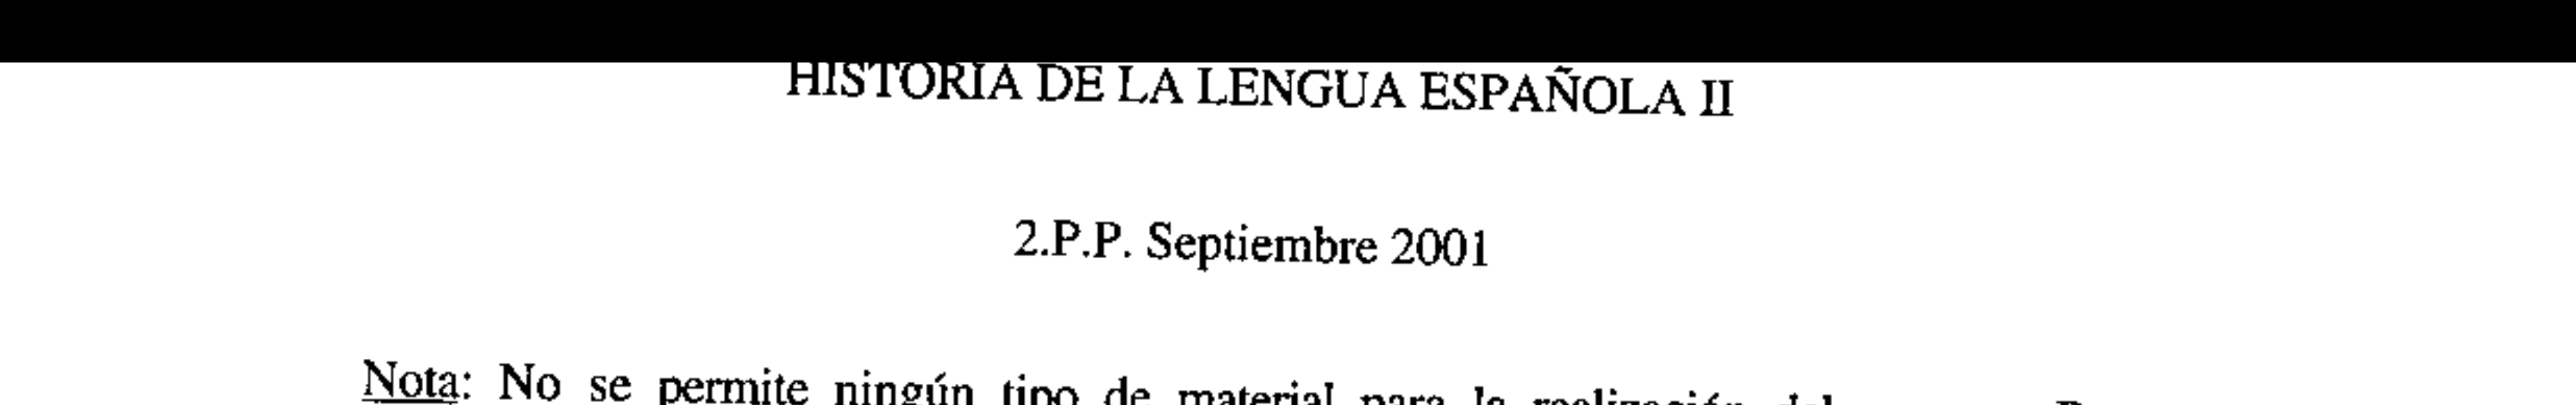 HISTORIA DE LA LENGUA ESPAÑOLA II
2.P.P. Septiembre 2001
Nota: No se permite ningún tipo de material para la realización del